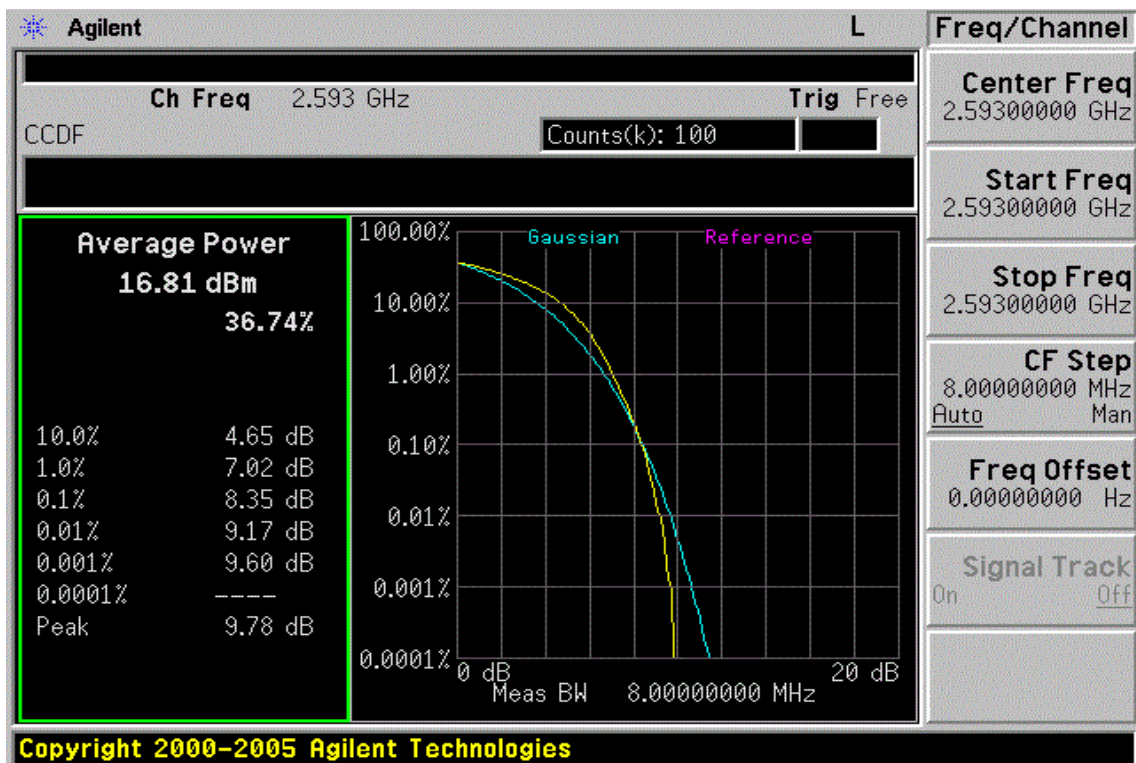 Agilent L
Ch Freq 2.593 GHz Trig Free
CCDF Counts(k): 100
Average Power
16.81 dBm
36.74%
10.0% 4.65 dB
1.0% 7.02 dB
0.1% 8.35 dB
0.01% 9.17 dB
0.001% 9.60 dB
0.0001% ----
Peak 9.78 dB
Gaussian Reference
100.00%
10.00%
1.00%
0.10%
0.01%
0.001%
0.0001%
0 dB 20 dB
Meas BW 8.00000000 MHz
Freq/Channel
Center Freq
2.59300000 GHz
Start Freq
2.59300000 GHz
Stop Freq
2.59300000 GHz
CF Step
8.00000000 MHz
Auto Man
Freq Offset
0.00000000 Hz
Signal Track
On Off
Copyright 2000-2005 Agilent Technologies